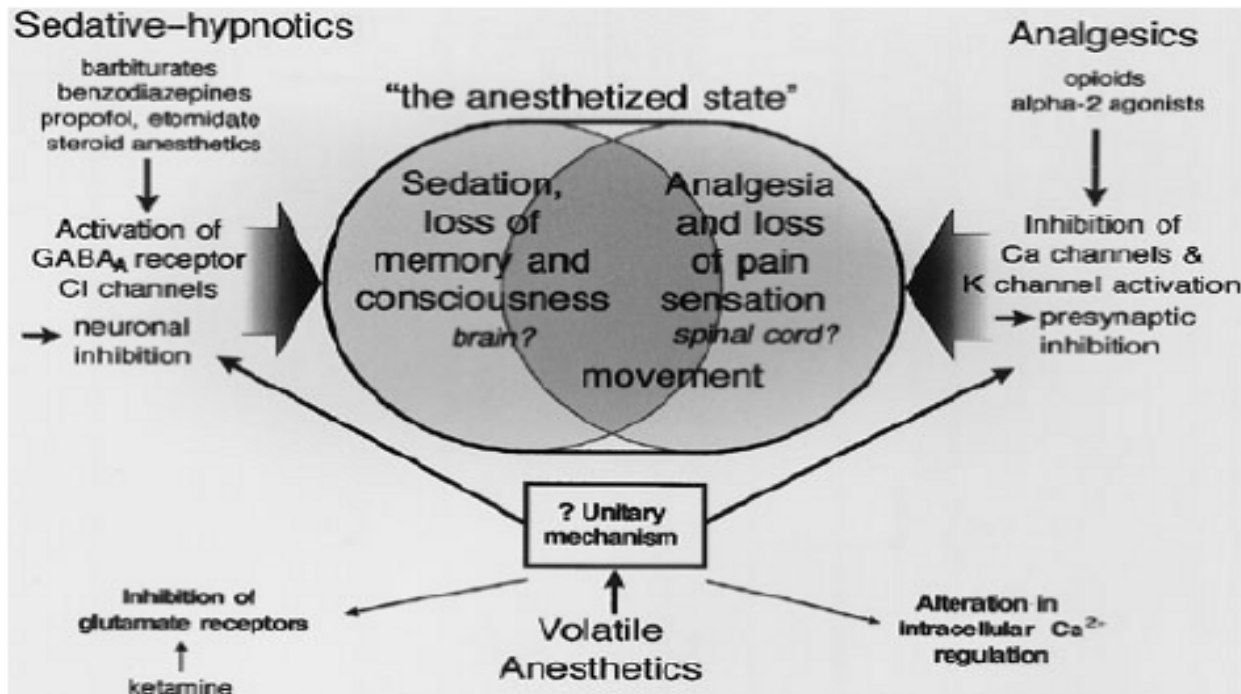 Sedative–hypnotics
barbiturates
benzodiazepines
propofol, etomidate
steroid anesthetics
Activation of
GABAA receptor
Cl channels
neuronal
inhibition
"the anesthetized state"
Sedation,
loss of
memory and
consciousness
brain?
Analgesia
and loss
of pain
sensation
spinal cord?
movement
Analgesics
opioids
alpha-2 agonists
Inhibition of
Ca channels &
K channel activation
presynaptic
inhibition
? Unitary
mechanism
Volatile
Anesthetics
Inhibition of
glutamate receptors
ketamine
Alteration in
intracellular Ca2+
regulation